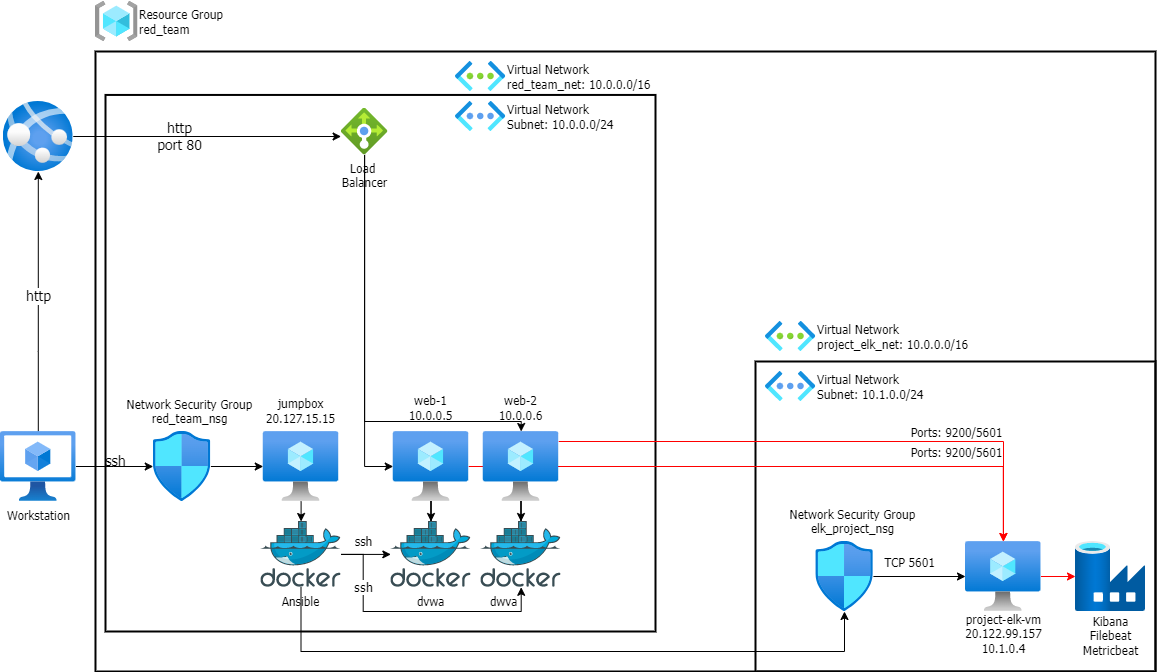 Resource Group
red_team
Virtual Network
red_team_net: 10.0.0.0/16
Virtual Network
Subnet: 10.0.0.0/24
http
port 80
Load
Balancer
http
Virtual Network
project_elk_net: 10.0.0.0/16
Virtual Network
Subnet: 10.1.0.0/24
Network Security Group
red_team_nsg
jumpbox
20.127.15.15
web-1
10.0.0.5
web-2
10.0.0.6
Ports: 9200/5601
Ports: 9200/5601
ssh
Workstation
Network Security Group
elk_project_nsg
ssh
TCP 5601
docker
docker
docker
ssh
Ansible
dvwa
dwva
project-elk-vm
20.122.99.157
10.1.0.4
Kibana
Filebeat
Metricbeat